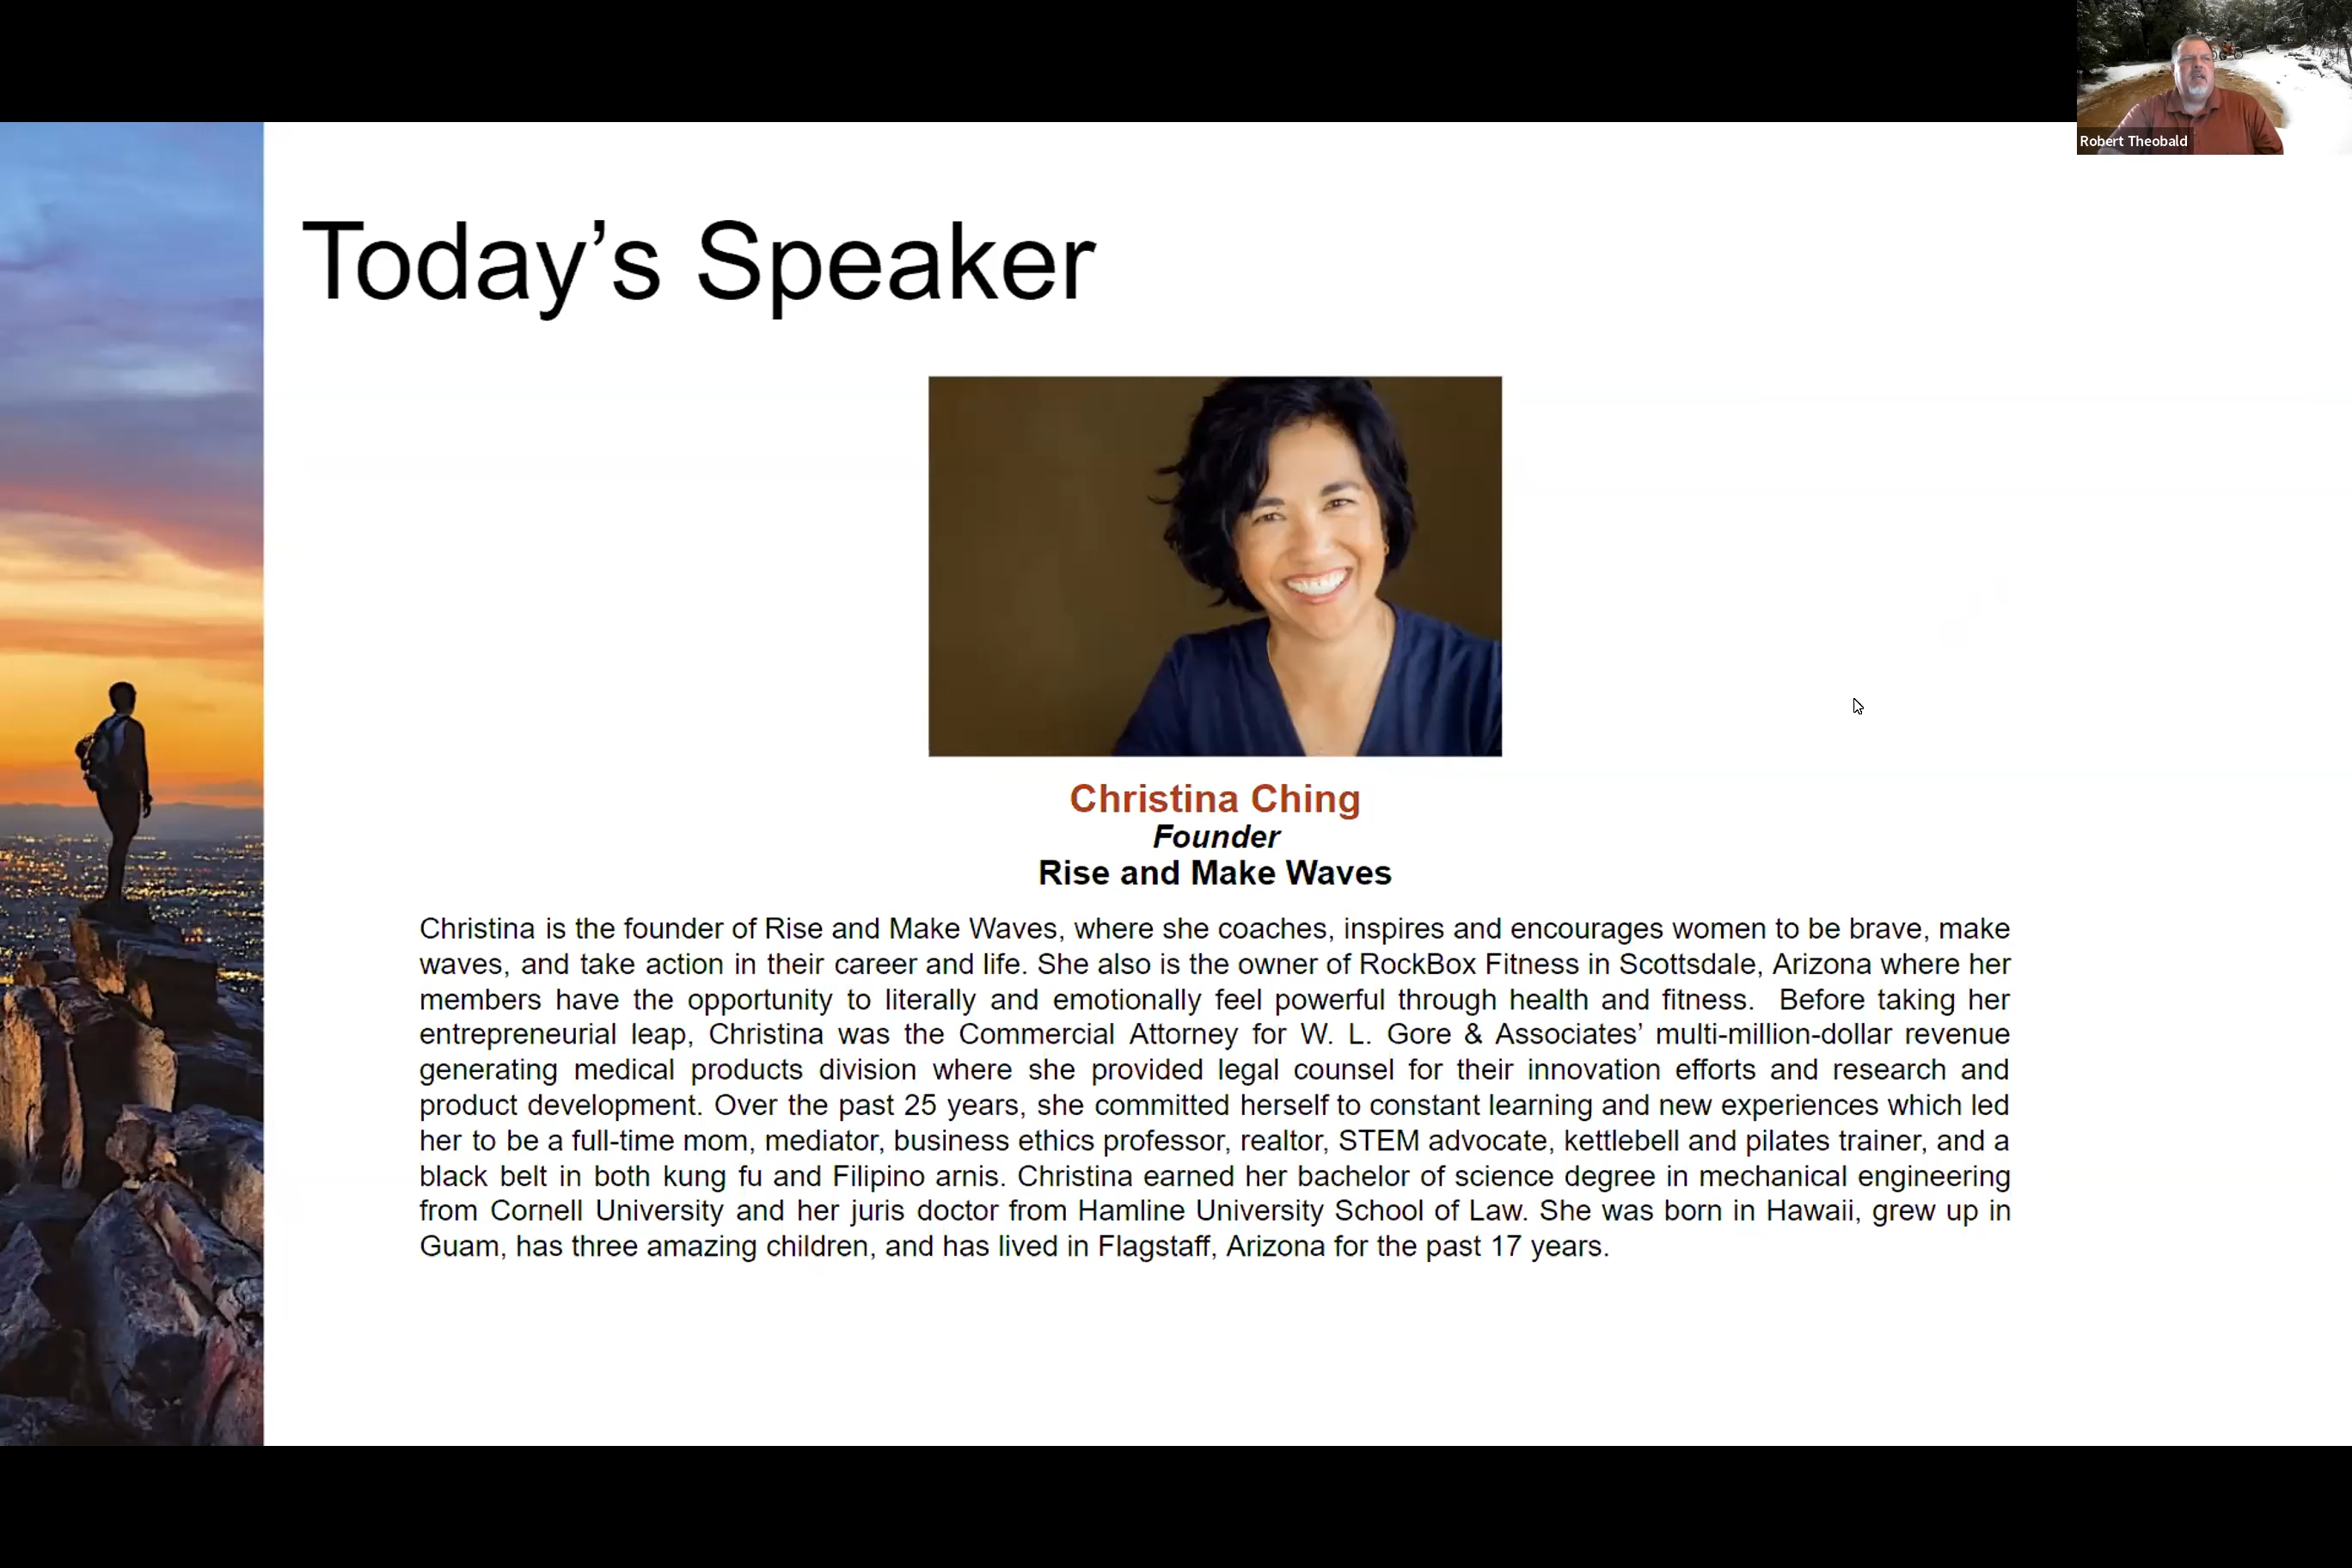 Robert Theobald
Today’s Speaker
Christina Ching
Founder
Rise and Make Waves
Christina is the founder of Rise and Make Waves, where she coaches, inspires and encourages women to be brave, make
waves, and take action in their career and life. She also is the owner of RockBox Fitness in Scottsdale, Arizona where her
members have the opportunity to literally and emotionally feel powerful through health and fitness.  Before taking her
entrepreneurial leap, Christina was the Commercial Attorney for W. L. Gore & Associates’ multi-million-dollar revenue
generating medical products division where she provided legal counsel for their innovation efforts and research and
product development. Over the past 25 years, she committed herself to constant learning and new experiences which led
her to be a full-time mom, mediator, business ethics professor, realtor, STEM advocate, kettlebell and pilates trainer, and a
black belt in both kung fu and Filipino arnis. Christina earned her bachelor of science degree in mechanical engineering
from Cornell University and her juris doctor from Hamline University School of Law. She was born in Hawaii, grew up in
Guam, has three amazing children, and has lived in Flagstaff, Arizona for the past 17 years.